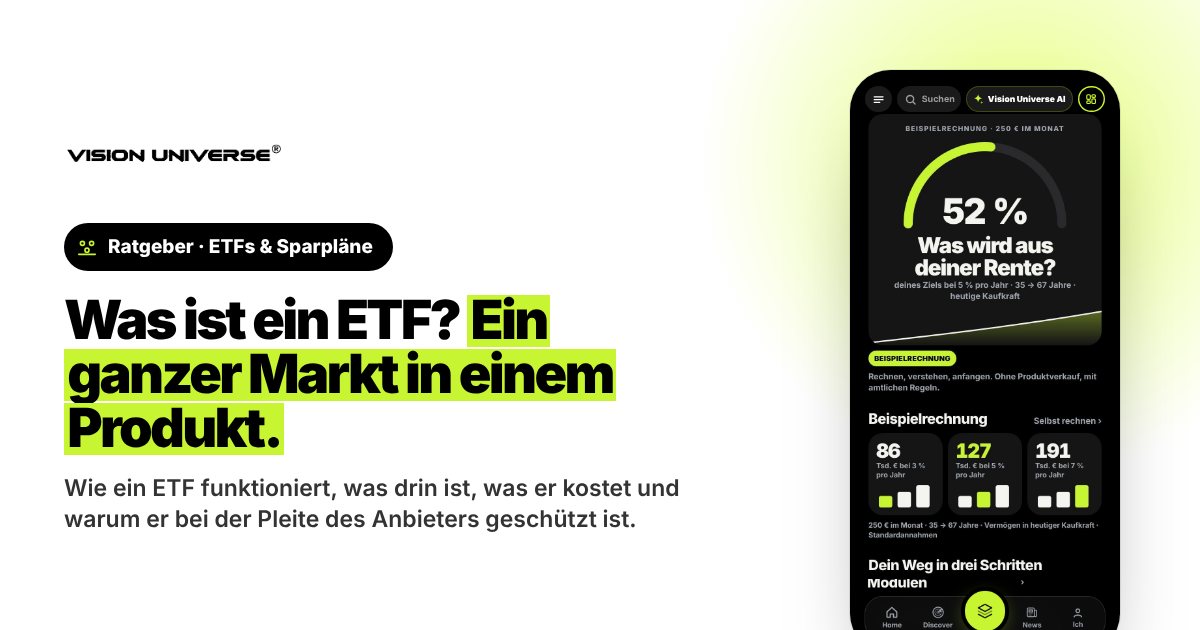 VISION UNIVERSE®
Ratgeber · ETFs & Sparpläne
Was ist ein ETF? Ein
ganzer Markt in einem
Produkt.
Wie ein ETF funktioniert, was drin ist, was er kostet und
warum er bei der Pleite des Anbieters geschützt ist.
Suchen
Vision Universe AI
BEISPIELRECHNUNG · 250 € IM MONAT
52 %
Was wird aus
deiner Rente?
deines Ziels bei 5 % pro Jahr · 35 → 67 Jahre ·
heutige Kaufkraft
BEISPIELRECHNUNG
Rechnen, verstehen, anfangen. Ohne Produktverkauf, mit
amtlichen Regeln.
Beispielrechnung
Selbst rechnen ›
86
Tsd. € bei 3 %
pro Jahr
127
Tsd. € bei 5 %
pro Jahr
191
Tsd. € bei 7 %
pro Jahr
250 € im Monat · 35 → 67 Jahre · Vermögen in heutiger Kaufkraft ·
Standardannahmen
Dein Weg in drei Schritten
Modulen ›
Home
Discover
News
Ich